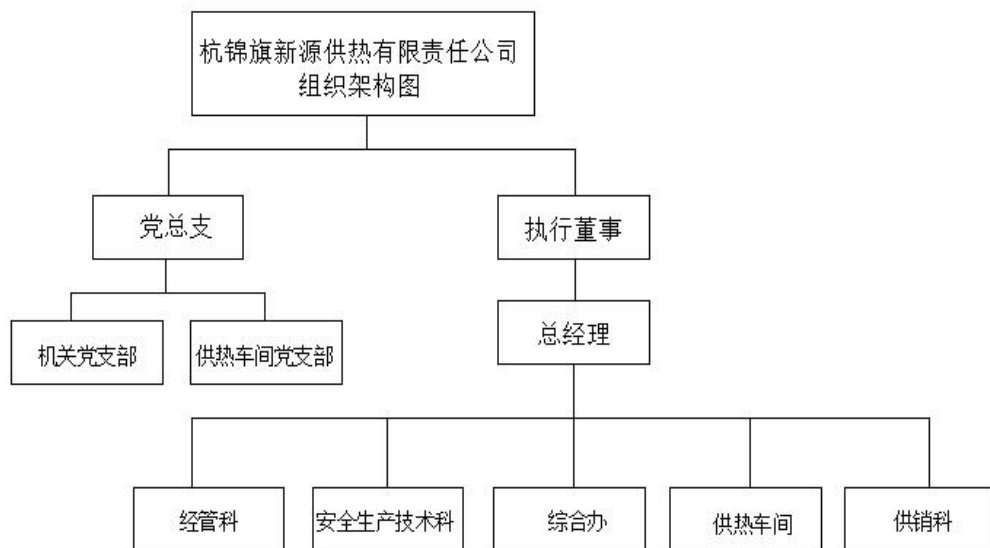 杭锦旗新源供热有限责任公司
组织架构图
党总支
执行董事
机关党支部
供热车间党支部
总经理
经管科
安全生产技术科
综合办
供热车间
供销科